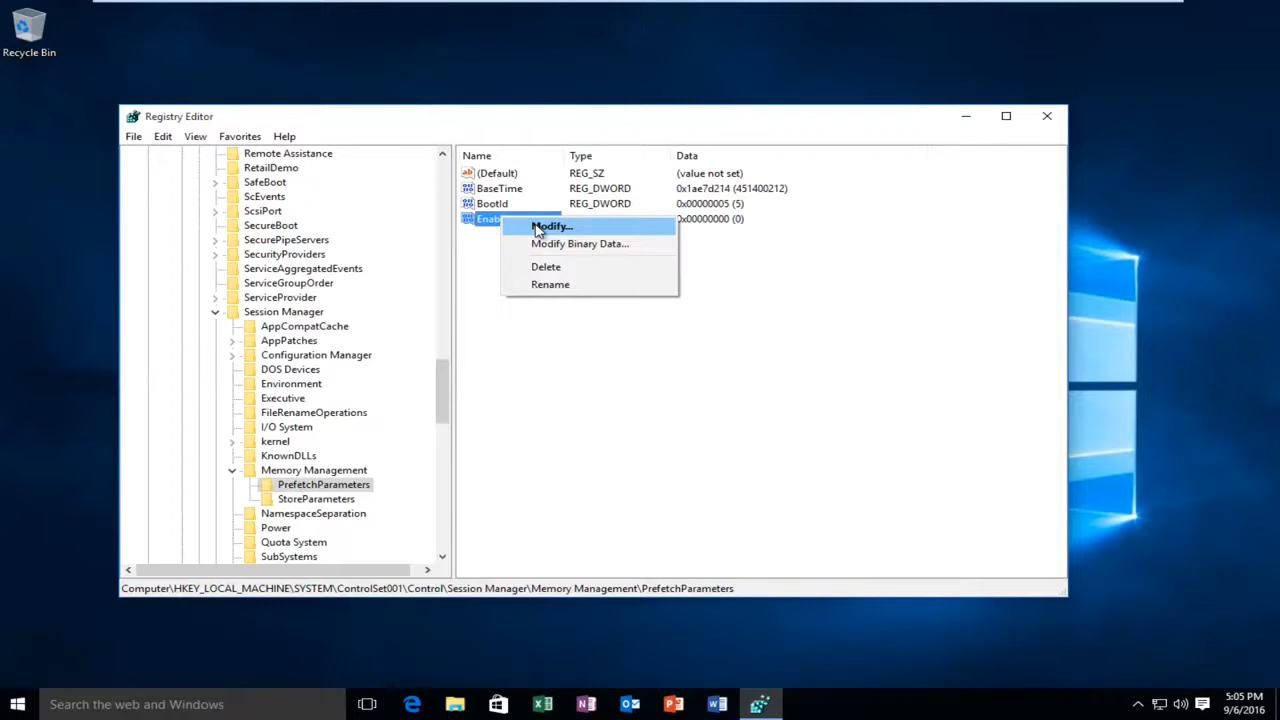 Recycle Bin
Registry Editor
File Edit View Favorites Help
Remote Assistance
RetailDemo
SafeBoot
ScEvents
ScsiPort
SecureBoot
SecurePipeServers
SecurityProviders
ServiceAggregatedEvents
ServiceGroupOrder
ServiceProvider
Session Manager
AppCompatCache
AppPatches
Configuration Manager
DOS Devices
Environment
Executive
FileRenameOperations
I/O System
kernel
KnownDLLs
Memory Management
PrefetchParameters
StoreParameters
NamespaceSeparation
Power
Quota System
SubSystems
Name Type Data
(Default) REG_SZ (value not set)
BaseTime REG_DWORD 0x1ae7d214 (451400212)
BootId REG_DWORD 0x00000005 (5)
Enab 0x00000000 (0)
Modify...
Modify Binary Data...
Delete
Rename
Computer\HKEY_LOCAL_MACHINE\SYSTEM\ControlSet001\Control\Session Manager\Memory Management\PrefetchParameters
Search the web and Windows
5:05 PM
9/6/2016